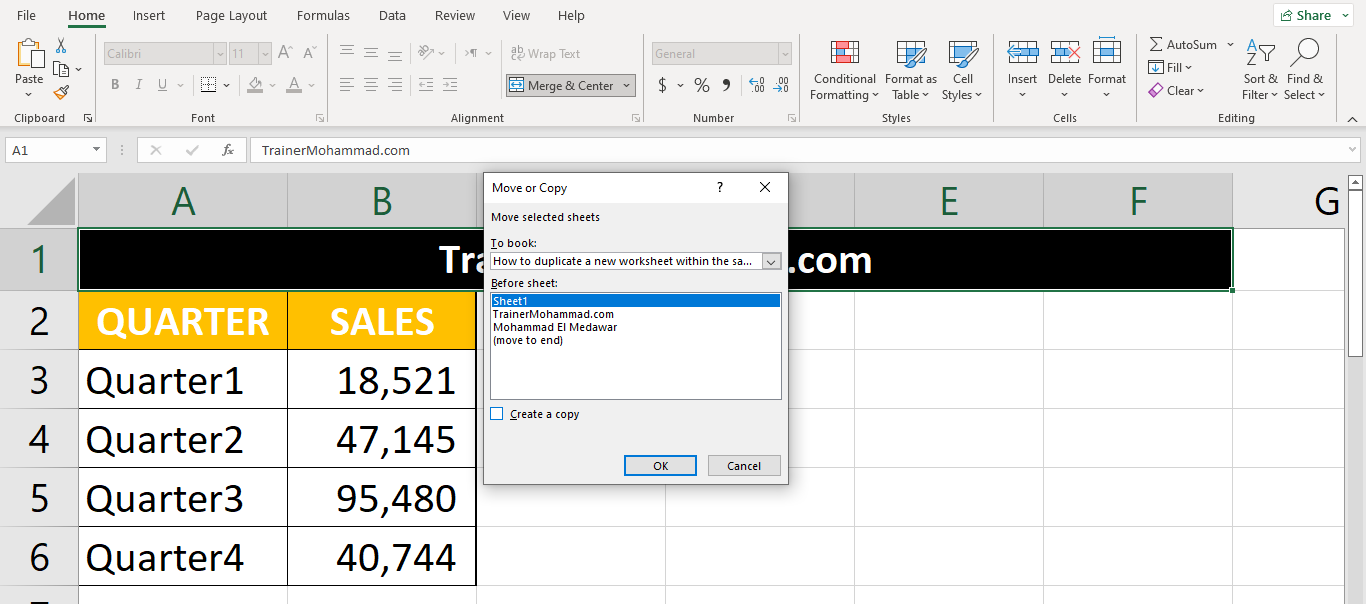 File Home Insert Page Layout Formulas Data Review View Help Share
Calibri 11 A A ab Wrap Text General AutoSum
Paste Conditional Format as Cell Insert Delete Format Fill Sort & Find &
B I U A Merge & Center $ % Formatting Table Styles Clear Filter Select
Clipboard Font Alignment Number Styles Cells Editing
A1 fx TrainerMohammad.com
A B E F G
Move or Copy ?
Move selected sheets
To book:
How to duplicate a new worksheet within the sa...
Before sheet:
Sheet1
TrainerMohammad.com
Mohammad El Medawar
(move to end)
Create a copy
OK Cancel
1 Tra .com
2 QUARTER SALES
3 Quarter1 18,521
4 Quarter2 47,145
5 Quarter3 95,480
6 Quarter4 40,744